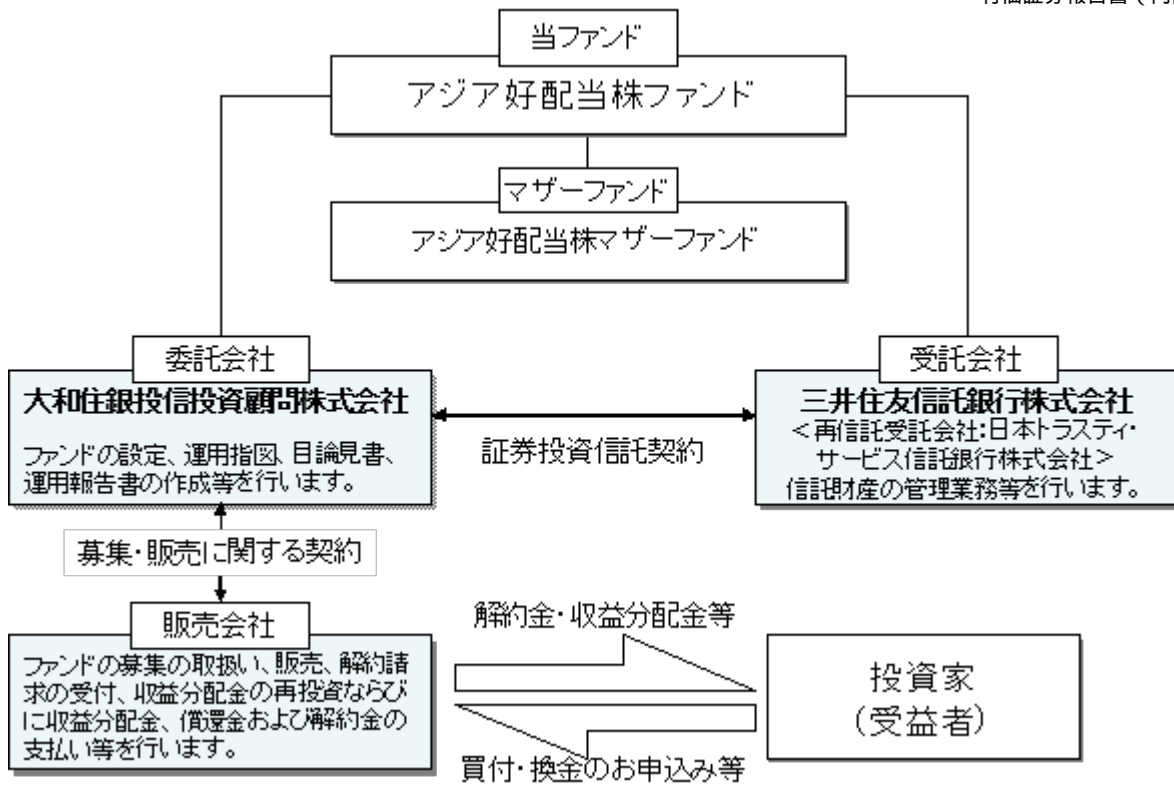 当ファンド
アジア好配当株ファンド
マザーファンド
アジア好配当株マザーファンド
委託会社
大和住銀投信投資顧問株式会社
ファンドの設定、運用指図、目論見書、
運用報告書の作成等を行います。
証券投資信託契約
受託会社
三井住友信託銀行株式会社
<再信託受託会社:日本トラスティ・
サービス信託銀行株式会社>
信託財産の管理業務等を行います。
募集・販売に関する契約
販売会社
ファンドの募集の取扱い、販売、解約請
求の受付、収益分配金の再投資ならび
に収益分配金、償還金および解約金の
支払い等を行います。
解約金・収益分配金等
買付・換金のお申込み等
投資家
(受益者)